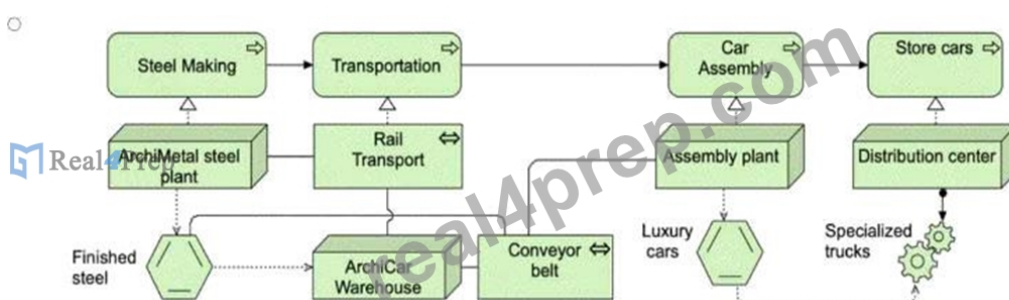 Steel Making
Transportation
Car
Assembly
Store cars
Real4Prep
ArchiMetal steel
plant
Rail
Transport
Assembly plant
Distribution center
real4prep.com
Finished
steel
ArchiCar
Warehouse
Conveyor
belt
Luxury
cars
Specialized
trucks